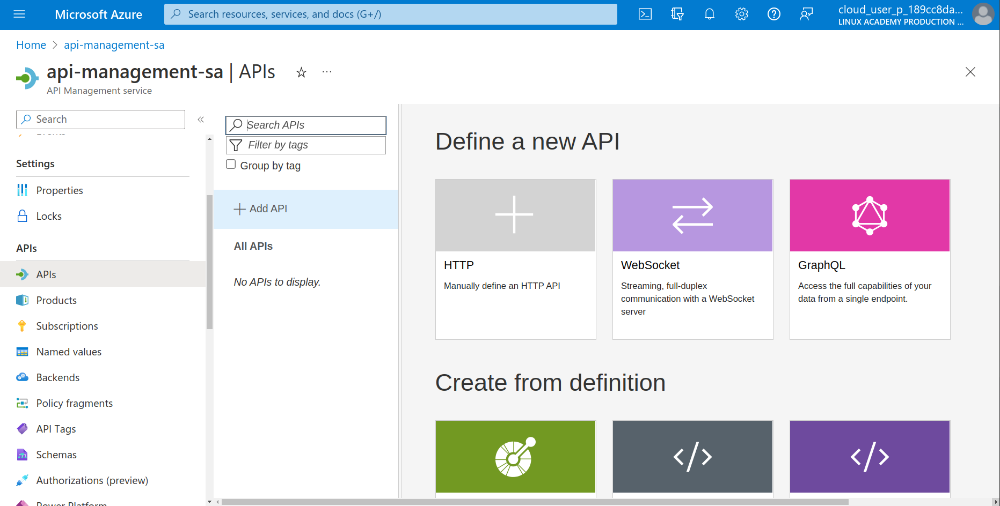 Microsoft Azure
Search resources, services, and docs (G+/)
cloud_user_p_189cc8da...
LINUX ACADEMY PRODUCTION ...
Home > api-management-sa
api-management-sa | APIs
...
API Management service
Search
«
Settings
Properties
Locks
APIs
APIs
Products
Subscriptions
Named values
Backends
Policy fragments
API Tags
Schemas
Authorizations (preview)
Power Platform
Search APIs
Filter by tags
Group by tag
Add API
All APIs
No APIs to display.
Define a new API
HTTP
Manually define an HTTP API
WebSocket
Streaming, full-duplex
communication with a WebSocket
server
GraphQL
Access the full capabilities of your
data from a single endpoint.
Create from definition